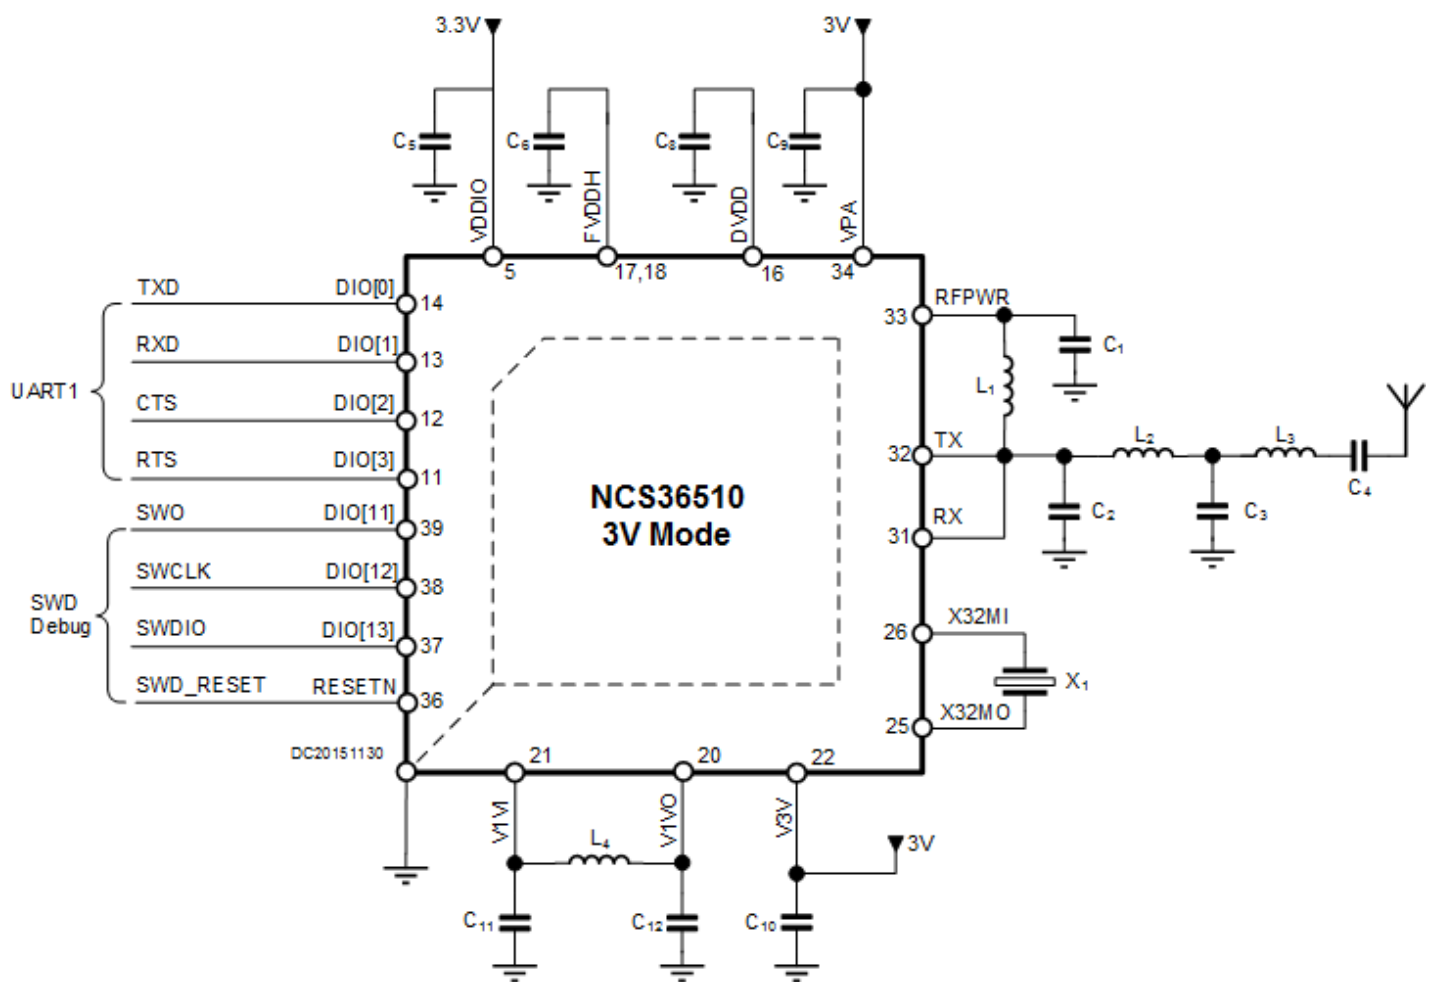 3.3V
3V
C5
C6
C8
C9
VDDIO
FVDDH
DVDD
VPA
5
17,18
16
34
TXD DIO[0] 14
RXD DIO[1] 13
UART1
CTS DIO[2] 12
RTS DIO[3] 11
SWO DIO[11] 39
SWCLK DIO[12] 38
SWD
Debug
SWDIO DIO[13] 37
SWD_RESET RESETN 36
DC20151130
NCS36510
3V Mode
33 RFPWR
C1
L1
32 TX
L2
L3
C4
31 RX
C2
C3
26 X32MI
X1
25 X32MO
21
20
22
V1VI
V1VO
V3V
L4
3V
C11
C12
C10